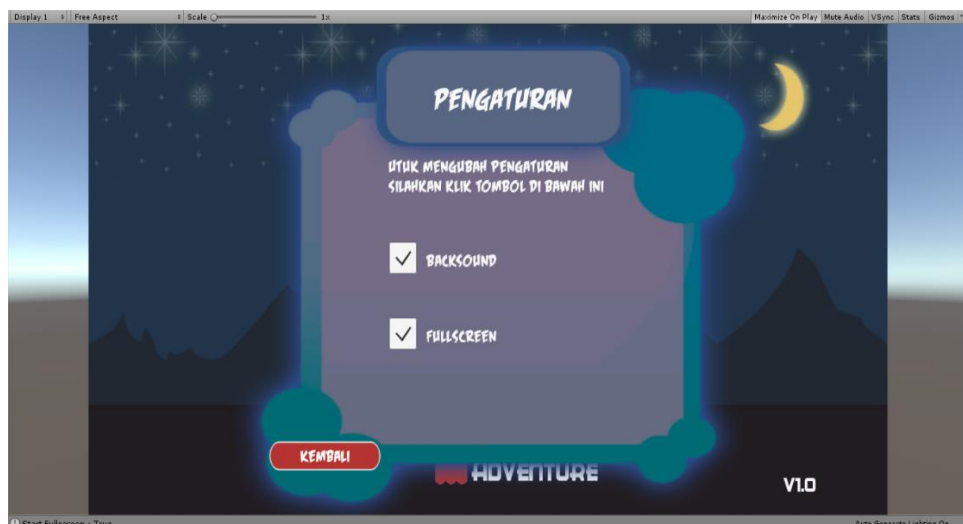 Display 1 Free Aspect Scale 1x Maximize On Play Mute Audio VSync Stats Gizmos
PENGATURAN
UTUK MENGUBAH PENGATURAN
SILAHKAN KLIK TOMBOL DI BAWAH INI
BACKSOUND
FULLSCREEN
KEMBALI
ADVENTURE
V1.0
Start Fullscreen : True Auto Generate Lighting On